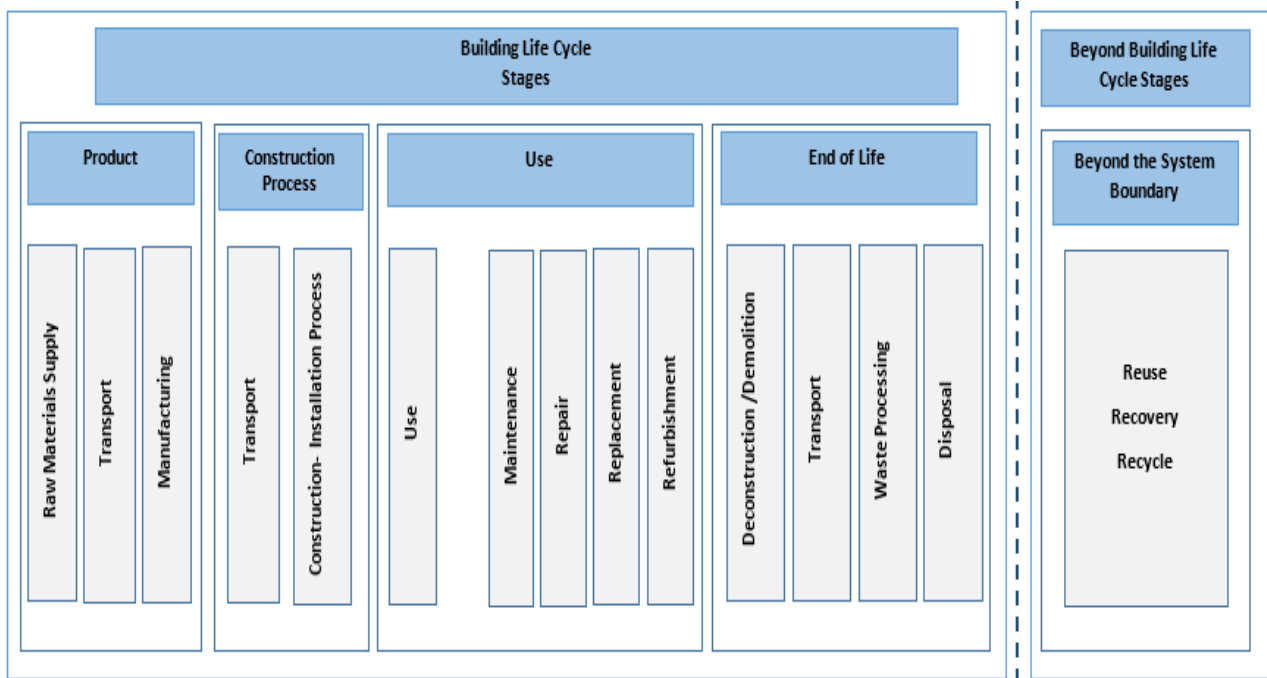 Building Life Cycle
Stages
Beyond Building Life
Cycle Stages
Product
Construction
Process
Use
End of Life
Beyond the System
Boundary
Raw Materials Supply
Transport
Manufacturing
Transport
Construction- Installation Process
Use
Maintenance
Repair
Replacement
Refurbishment
Deconstruction /Demolition
Transport
Waste Processing
Disposal
Reuse
Recovery
Recycle